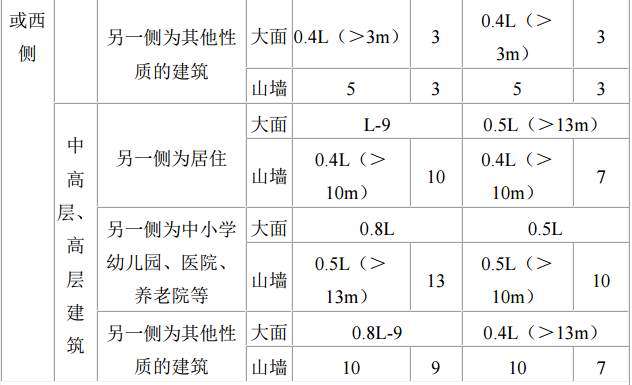 或西
侧
另一侧为其他性
质的建筑
大面
0.4L（＞3m）
3
0.4L（＞
3m）
3
山墙
5
3
5
3
中
高
层、
高
层
建
筑
另一侧为居住
大面
L-9
0.5L（＞13m）
山墙
0.4L（＞
10m）
10
0.4L（＞
10m）
7
另一侧为中小学
幼儿园、医院、
养老院等
大面
0.8L
0.5L
山墙
0.5L（＞
13m）
13
0.5L（＞
10m）
10
另一侧为其他性
质的建筑
大面
0.8L-9
0.4L（＞13m）
山墙
10
9
10
7